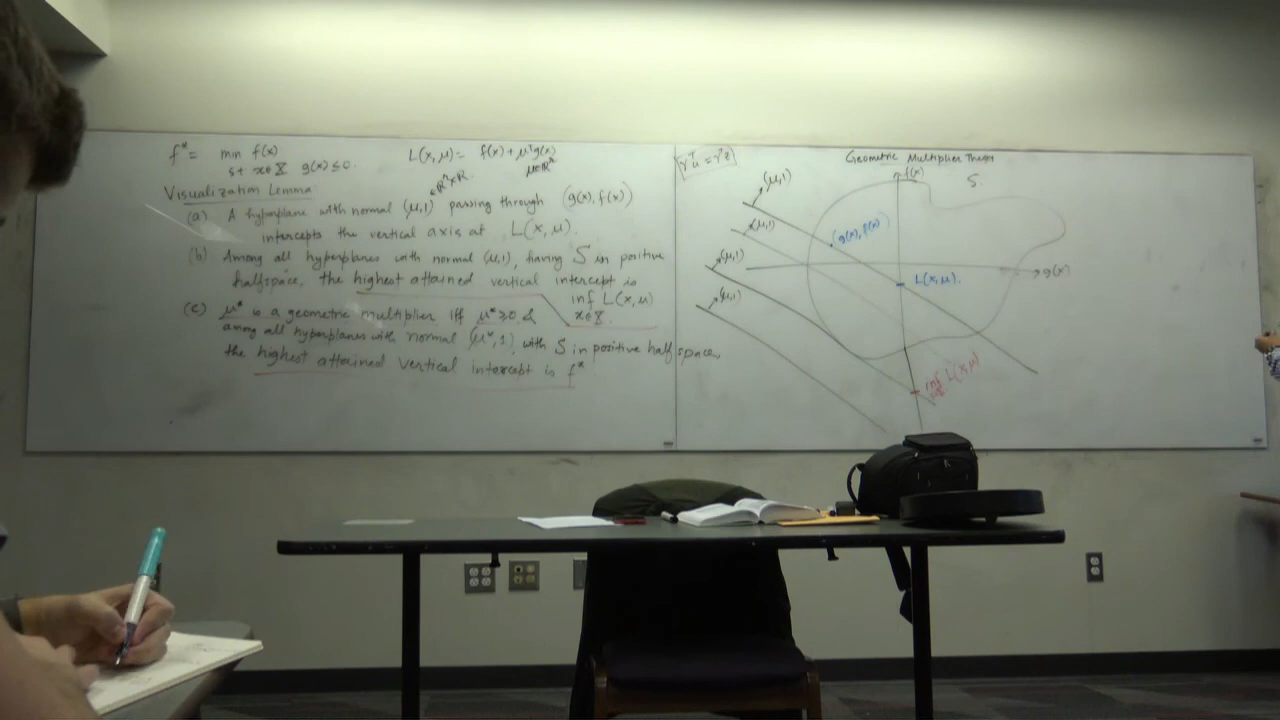 f* = min f(x)
s.t x∈X g(x) ≤ 0.
L(x, μ) = f(x) + μᵀg(x)
Visualization Lemma
(a) A hyperplane with normal (μ,1) passing through (g(x), f(x))
intercepts the vertical axis at L(x, μ).
(b) Among all hyperplanes with normal (μ,1), having S in positive
halfspace, the highest attained vertical intercept is
inf L(x, μ)
x∈X.
(c) μ* is a geometric multiplier iff μ* ≥ 0 &
among all hyperplanes with normal (μ*, 1), with S in positive half space,
the highest attained vertical intercept is f*
Geometric Multiplier
f(x)
S.
(μ,1)
(μ,1)
(g(x), f(x))
(μ,1)
g(x)
L(x, μ).
(μ,1)
inf L(x, μ)